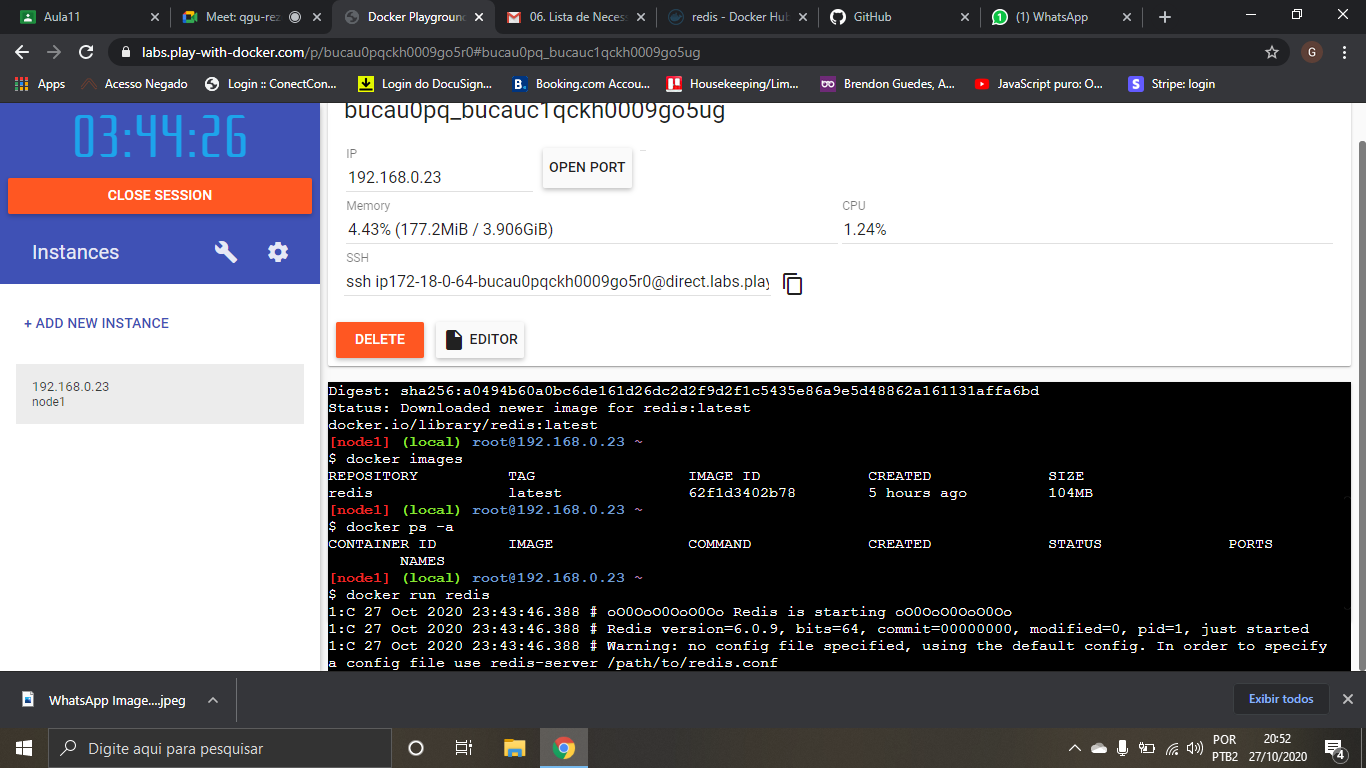 Aula11
Meet: qgu-rez
Docker Playground
06. Lista de Neces
redis - Docker Hub
GitHub
(1) WhatsApp
labs.play-with-docker.com/p/bucau0pqckh0009go5r0#bucau0pq_bucauc1qckh0009go5ug
G
Apps
Acesso Negado
Login :: ConectCon...
Login do DocuSign...
B.
Booking.com Accou...
Housekeeping/Lim...
Brendon Guedes, A...
JavaScript puro: O...
S
Stripe: login
03:44:26
CLOSE SESSION
Instances
+ ADD NEW INSTANCE
192.168.0.23
node1
bucau0pq_bucauc1qckh0009go5ug
IP
192.168.0.23
OPEN PORT
Memory
4.43% (177.2MiB / 3.906GiB)
CPU
1.24%
SSH
ssh ip172-18-0-64-bucau0pqckh0009go5r0@direct.labs.play
DELETE
EDITOR
Digest: sha256:a0494b60a0bc6de161d26dc2d2f9d2f1c5435e86a9e5d48862a161131affa6bd
Status: Downloaded newer image for redis:latest
docker.io/library/redis:latest
[node1] (local) root@192.168.0.23 ~
$ docker images
REPOSITORY TAG IMAGE ID CREATED SIZE
redis latest 62f1d3402b78 5 hours ago 104MB
[node1] (local) root@192.168.0.23 ~
$ docker ps -a
CONTAINER ID IMAGE COMMAND CREATED STATUS PORTS
NAMES
[node1] (local) root@192.168.0.23 ~
$ docker run redis
1:C 27 Oct 2020 23:43:46.388 # oO0OoO0OoO0Oo Redis is starting oO0OoO0OoO0Oo
1:C 27 Oct 2020 23:43:46.388 # Redis version=6.0.9, bits=64, commit=00000000, modified=0, pid=1, just started
1:C 27 Oct 2020 23:43:46.388 # Warning: no config file specified, using the default config. In order to specify
a config file use redis-server /path/to/redis.conf
WhatsApp Image....jpeg
Exibir todos
Digite aqui para pesquisar
POR
PTB2
20:52
27/10/2020
4